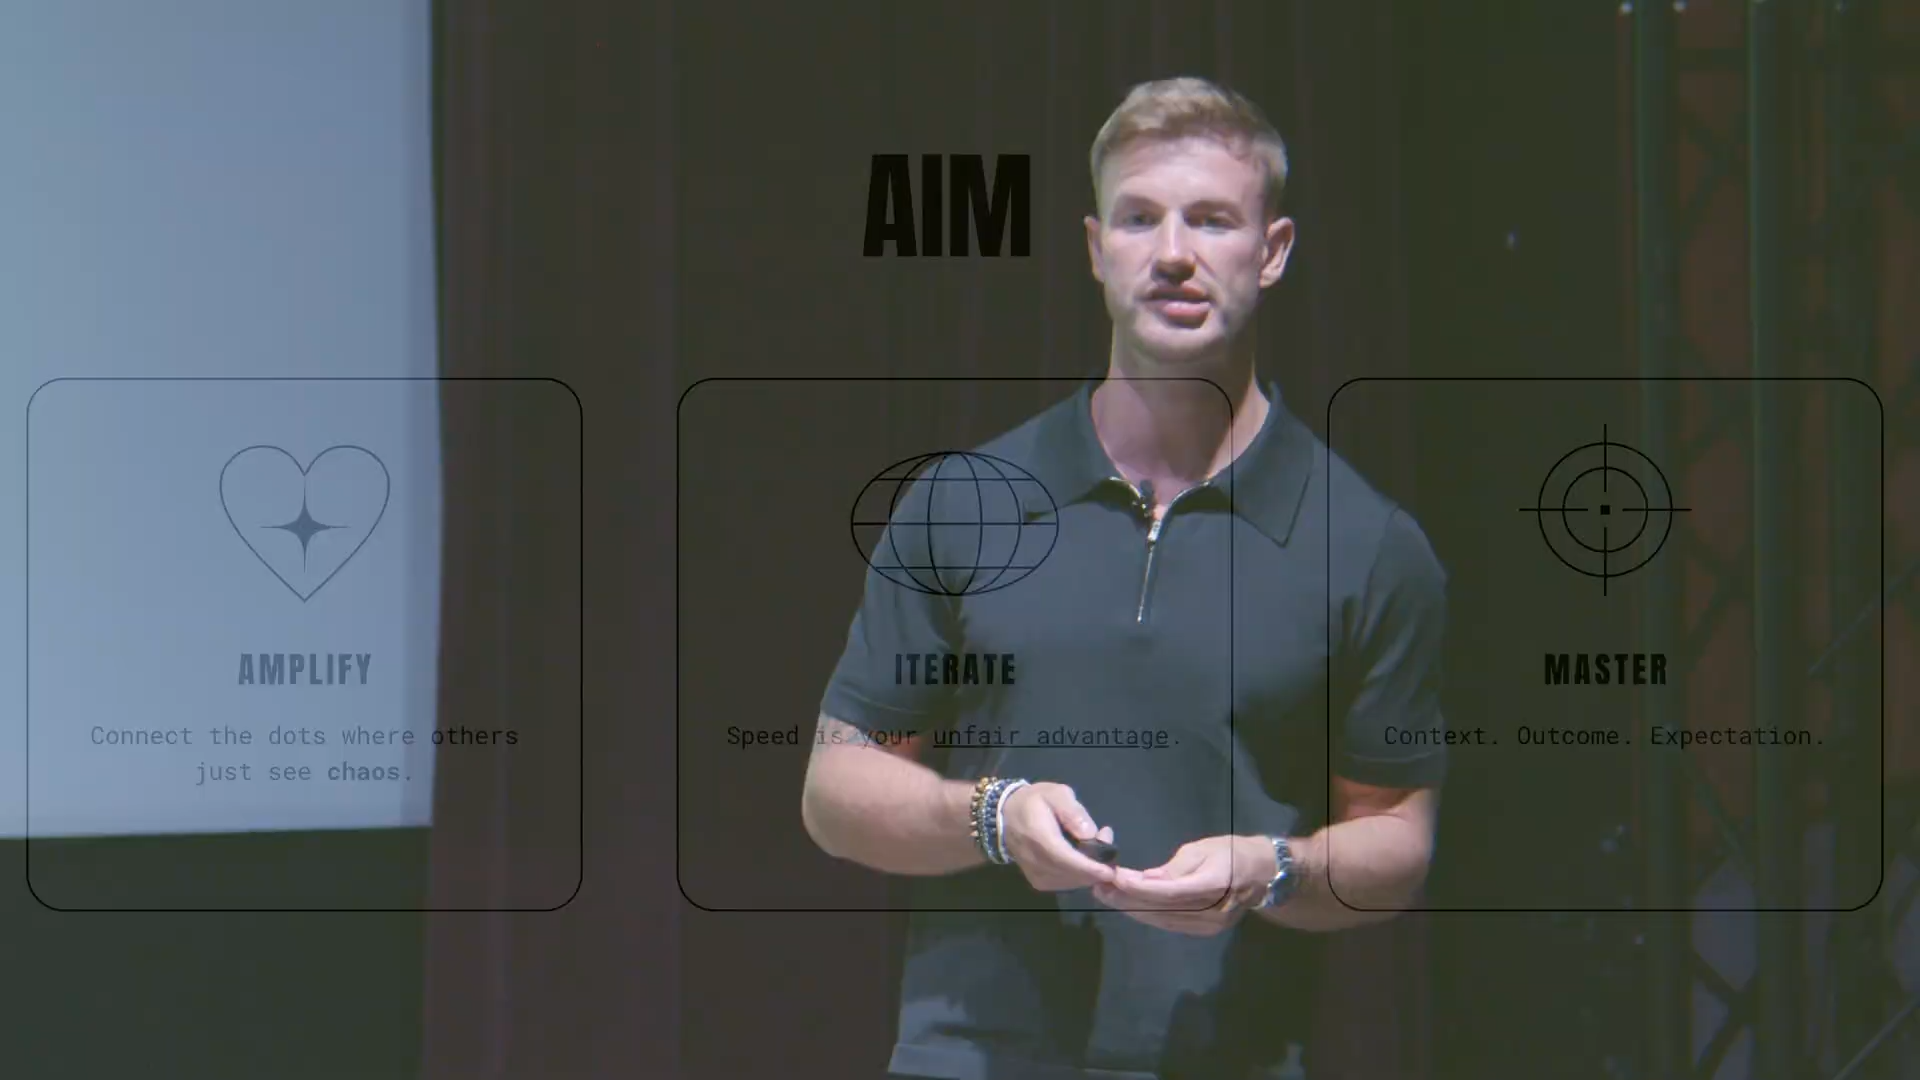 AIM
AMPLIFY
Connect the dots where others
just see chaos.
ITERATE
Speed is your unfair advantage.
MASTER
Context. Outcome. Expectation.